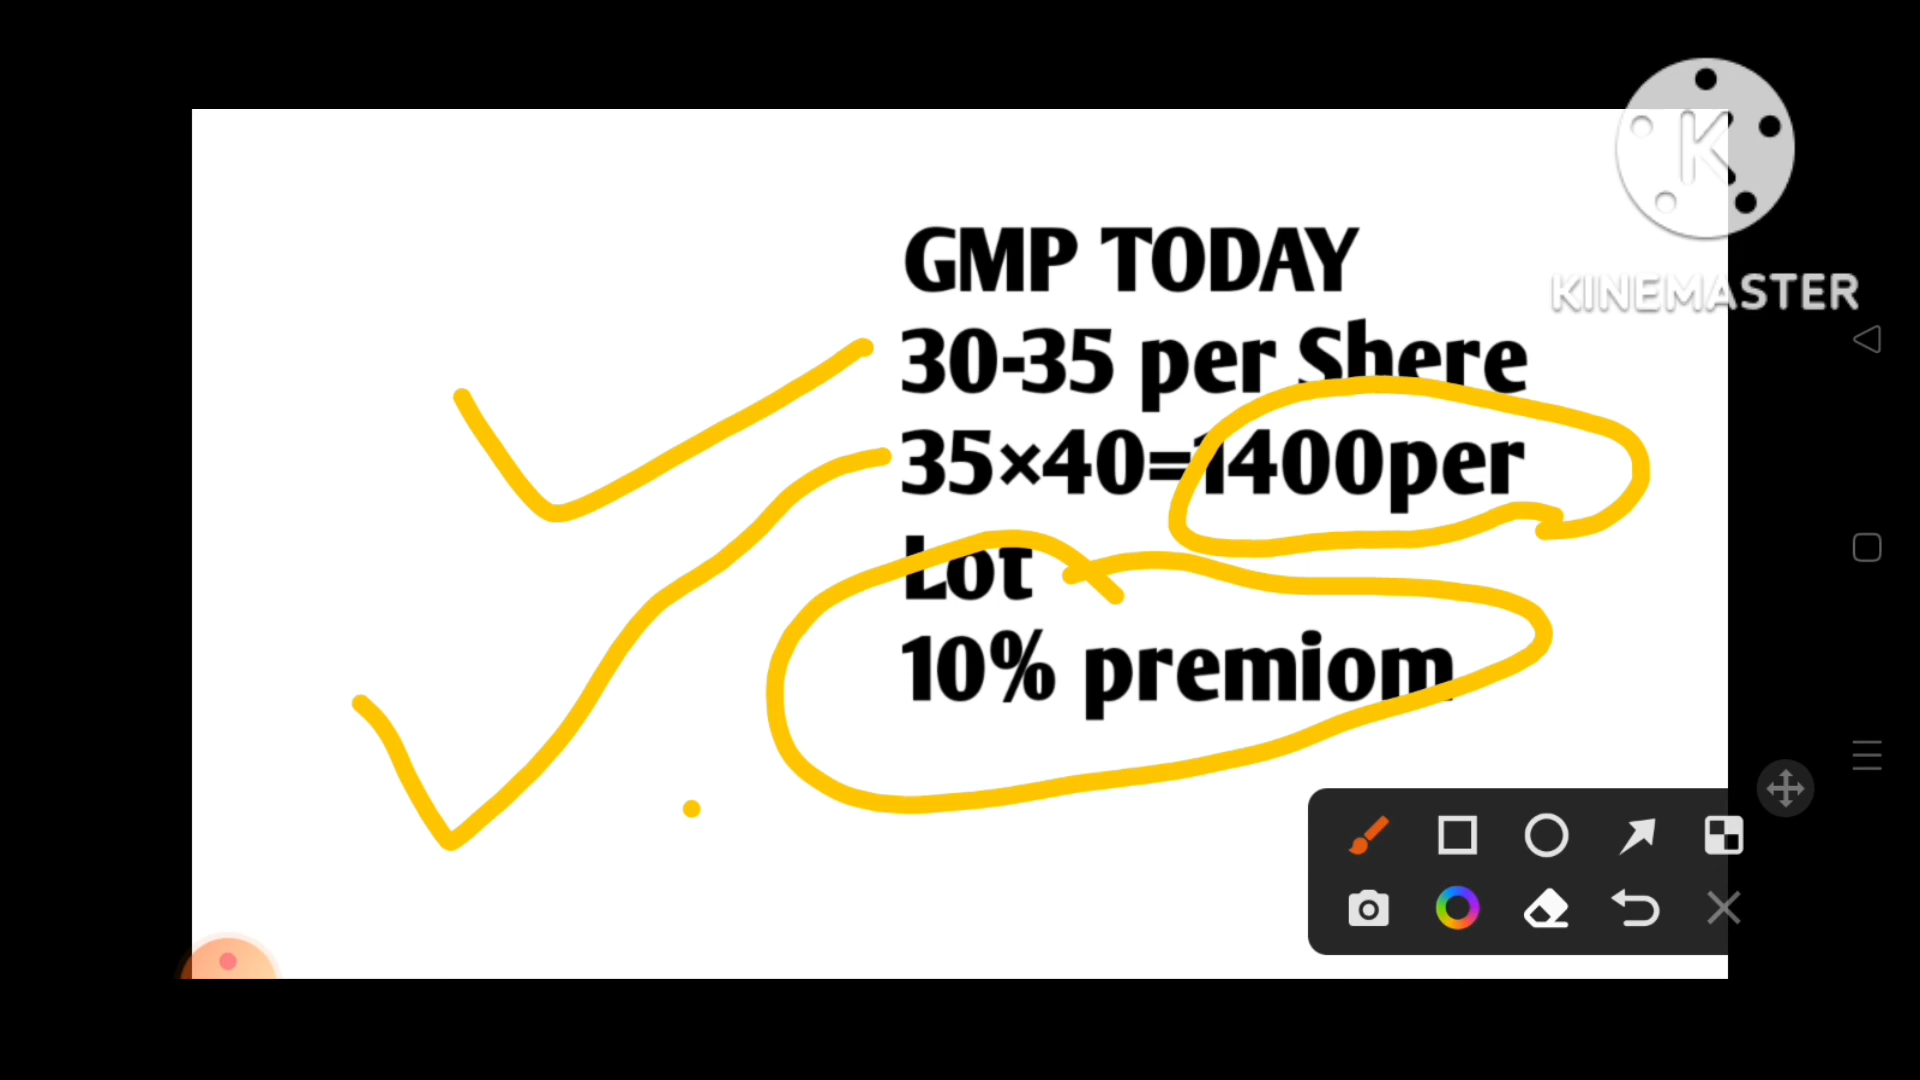 GMP TODAY
30-35 per Shere
35×40=1400per
Lot
10% premiom
K
KINEMASTER